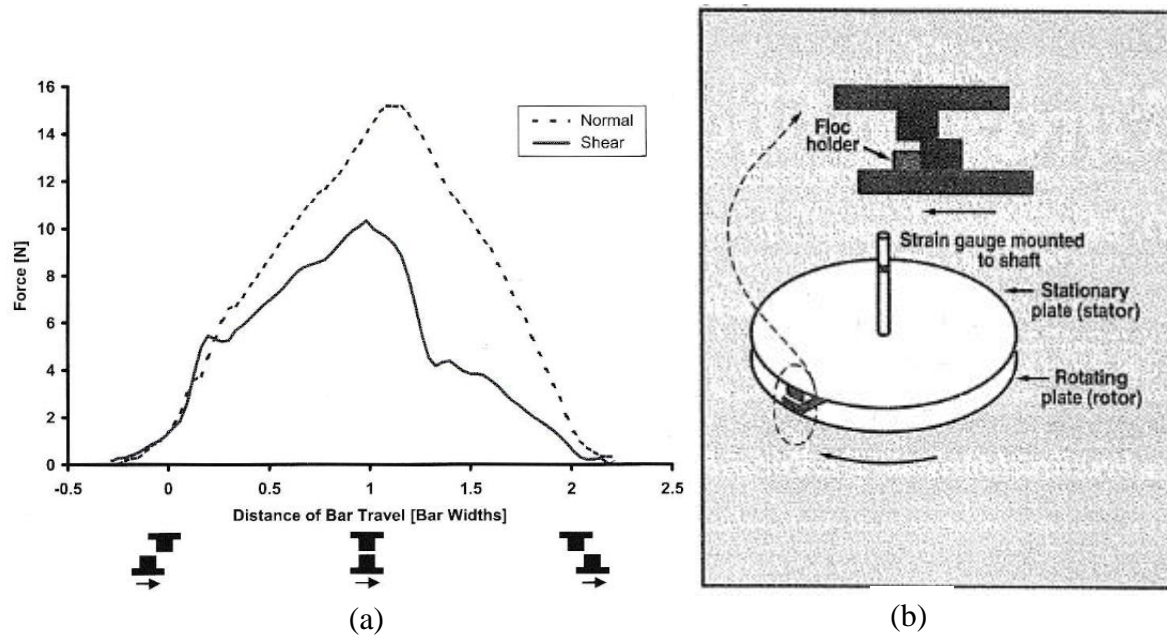 16
14
12
10
8
6
4
2
0
Force [N]
Normal
Shear
-0.5
0
0.5
1
1.5
2
2.5
Distance of Bar Travel [Bar Widths]
(a)
Floc
holder
Strain gauge mounted
to shaft
Stationary
plate (stator)
Rotating
plate (rotor)
(b)